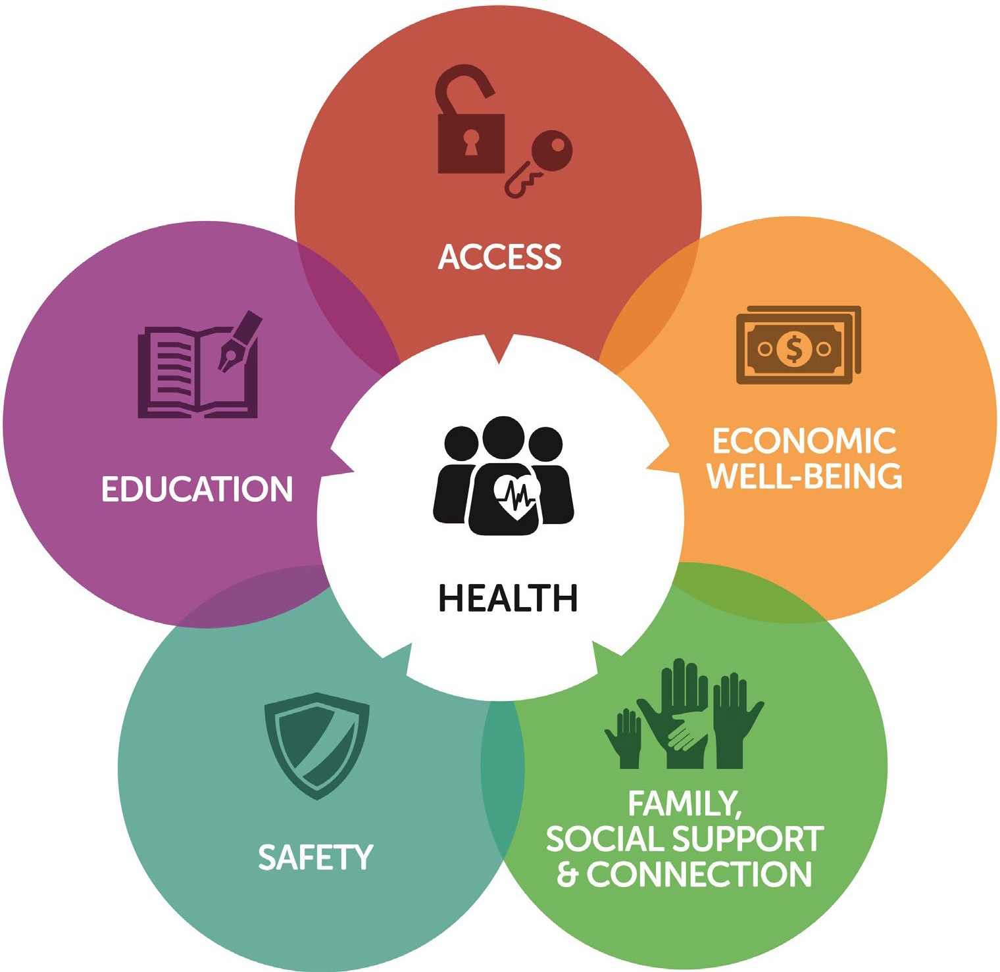 ACCESS
ECONOMIC
WELL-BEING
EDUCATION
HEALTH
SAFETY
FAMILY,
SOCIAL SUPPORT
& CONNECTION